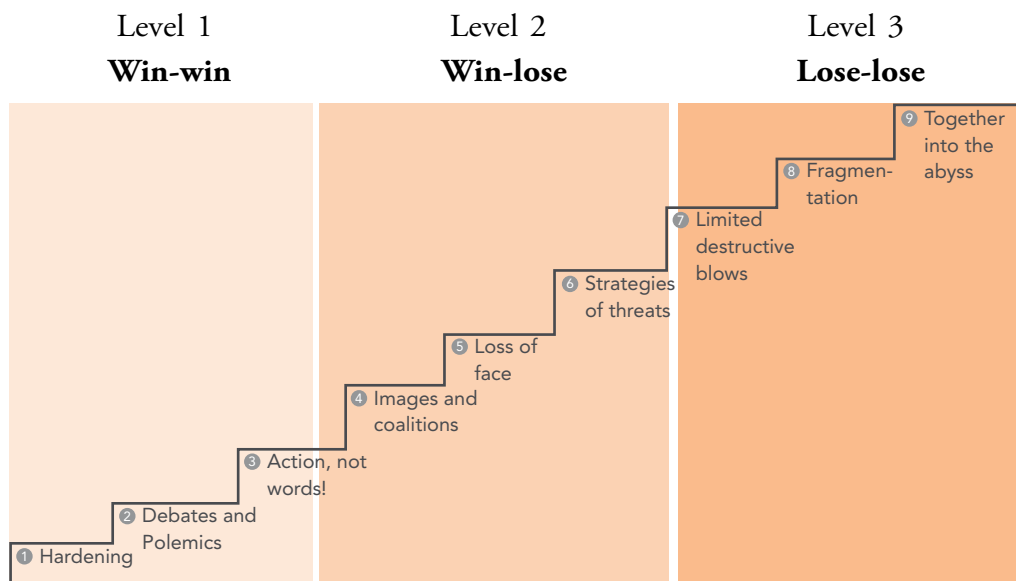 Level 1
Win-win
Level 2
Win-lose
Level 3
Lose-lose
9 Together
into the
abyss
8 Fragmen-
tation
7 Limited
destructive
blows
6 Strategies
of threats
5 Loss of
face
4 Images and
coalitions
3 Action, not
words!
2 Debates and
Polemics
1 Hardening